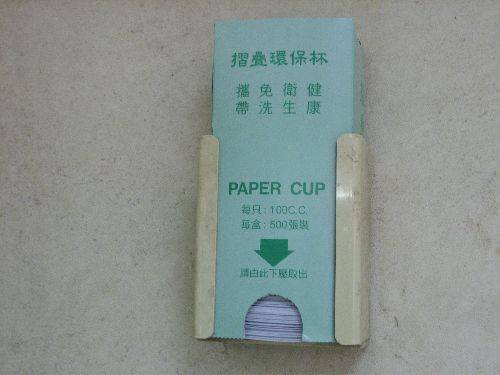 摺疊環保杯
攜免衛健
帶洗生康
PAPER CUP
每只:100C.C.
每盒:500張裝
請由此下壓取出